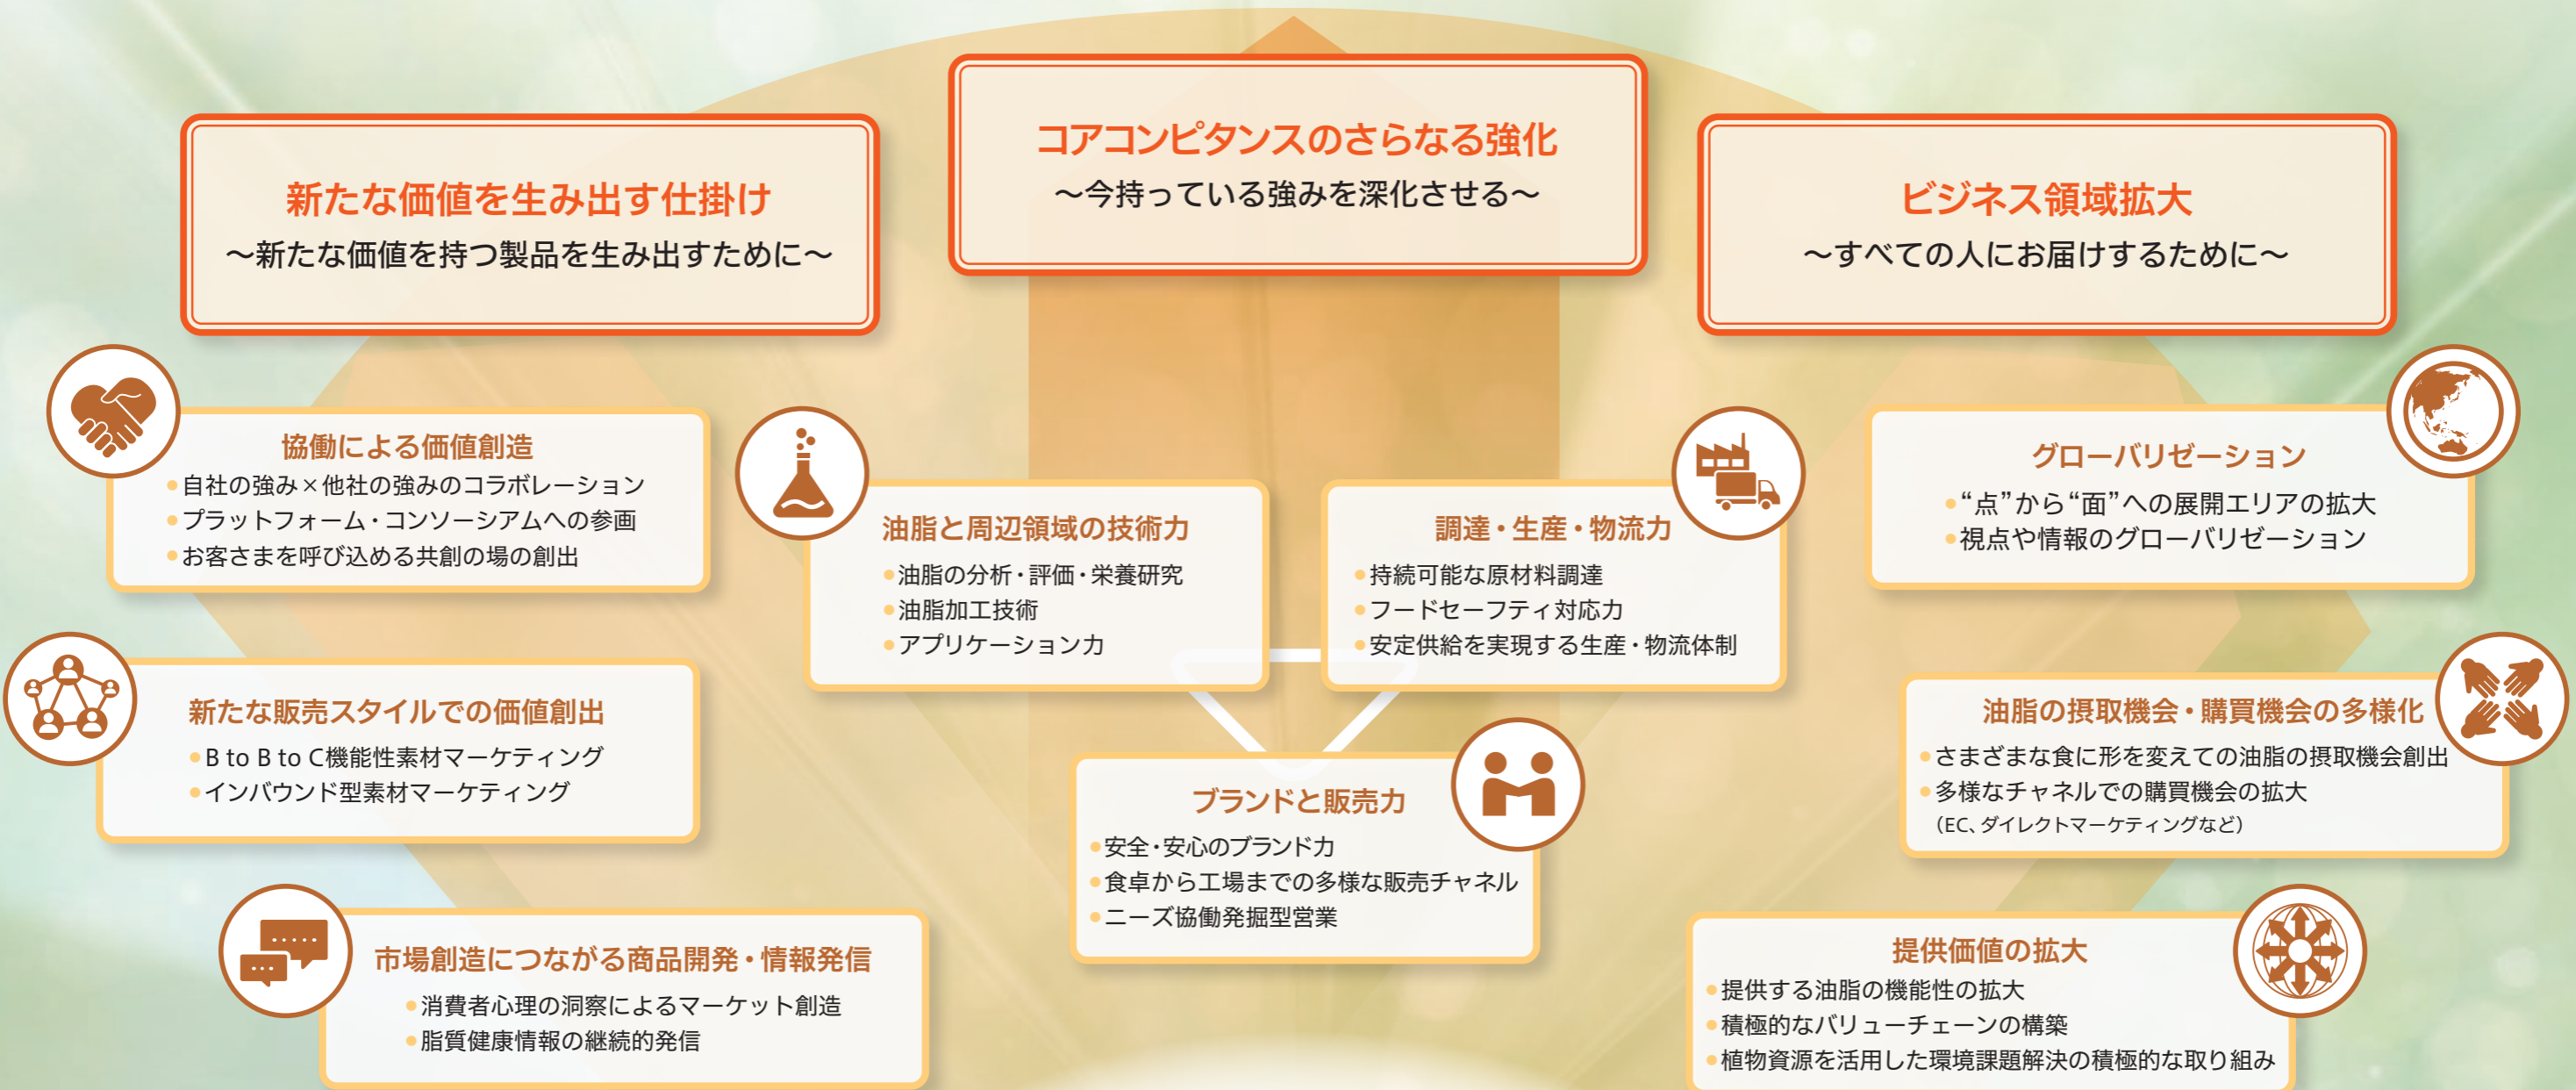 新たな価値を生み出す仕掛け
～新たな価値を持つ製品を生み出すために～
協働による価値創造
●自社の強み×他社の強みのコラボレーション
●プラットフォーム・コンソーシアムへの参画
●お客さまを呼び込める共創の場の創出
新たな販売スタイルでの価値創出
●B to B to C機能性素材マーケティング
●インバウンド型素材マーケティング
市場創造につながる商品開発・情報発信
●消費者心理の洞察によるマーケット創造
●脂質健康情報の継続的発信
コアコンピタンスのさらなる強化
～今持っている強みを深化させる～
油脂と周辺領域の技術力
●油脂の分析・評価・栄養研究
●油脂加工技術
●アプリケーション力
調達・生産・物流力
●持続可能な原材料調達
●フードセーフティ対応力
●安定供給を実現する生産・物流体制
ブランドと販売力
●安全・安心のブランド力
●食卓から工場までの多様な販売チャネル
●ニーズ協働発掘型営業
ビジネス領域拡大
～すべての人にお届けするために～
グローバリゼーション
●“点”から“面”への展開エリアの拡大
●視点や情報のグローバリゼーション
油脂の摂取機会・購買機会の多様化
●さまざまな食に形を変えての油脂の摂取機会創出
●多様なチャネルでの購買機会の拡大
（EC、ダイレクトマーケティングなど）
提供価値の拡大
●提供する油脂の機能性の拡大
●積極的なバリューチェーンの構築
●植物資源を活用した環境課題解決の積極的な取り組み